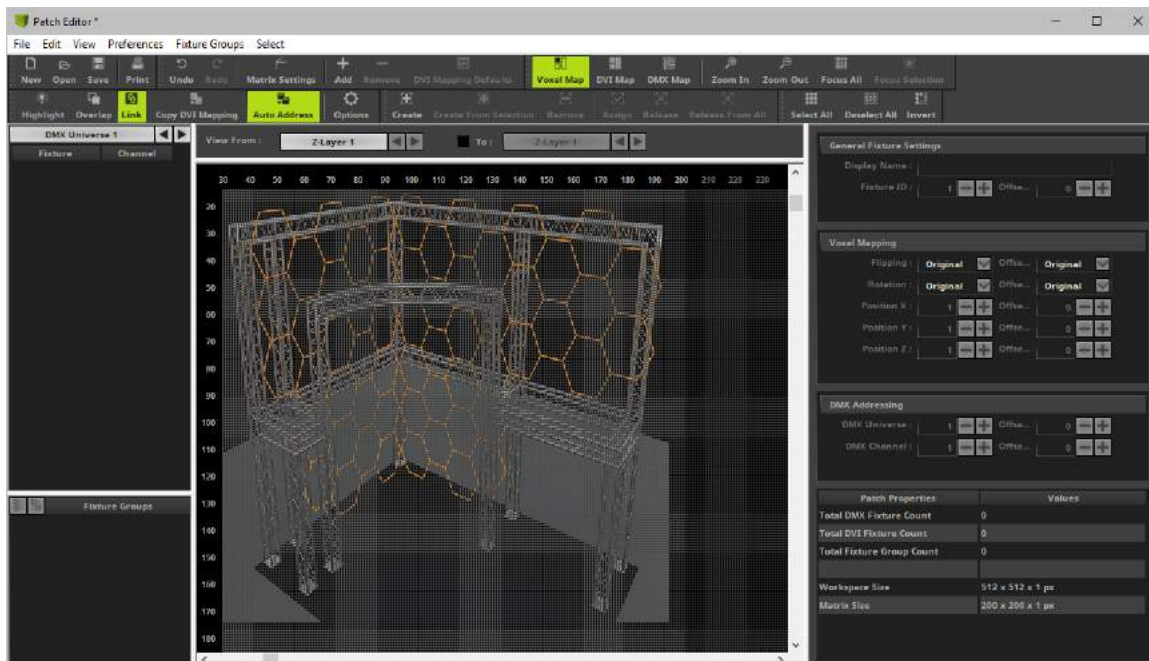 Patch Editor *
File Edit View Preferences Fixture Groups Select
New Open Save Print Undo Redo Matrix Settings Add Remove DVI Mapping Defaults Voxel Map DVI Map DMX Map Zoom In Zoom Out Focus All Focus Selection
Highlight Overlap Link Copy DVI Mapping Auto Address Options Create Create From Selection Remove Assign Release Release From All Select All Deselect All Invert
DMX Universe 1
Fixture Channel
View From : Z-Layer 1 To : Z-Layer 1
30 40 50 60 70 80 90 100 110 120 130 140 150 160 170 180 190 200 210 220 230
20
30
40
50
60
70
80
90
100
110
120
130
140
150
160
170
180
Fixture Groups
General Fixture Settings
Display Name :
Fixture ID : 1 Offse... 0
Voxel Mapping
Flipping : Original Offse... Original
Rotation : Original Offse... Original
Position X : 1 Offse... 0
Position Y : 1 Offse... 0
Position Z : 1 Offse... 0
DMX Addressing
DMX Universe : 1 Offse... 0
DMX Channel : 1 Offse... 0
Patch Properties Values
Total DMX Fixture Count 0
Total DVI Fixture Count 0
Total Fixture Group Count 0
Workspace Size 512 x 512 x 1 px
Matrix Size 200 x 206 x 1 px